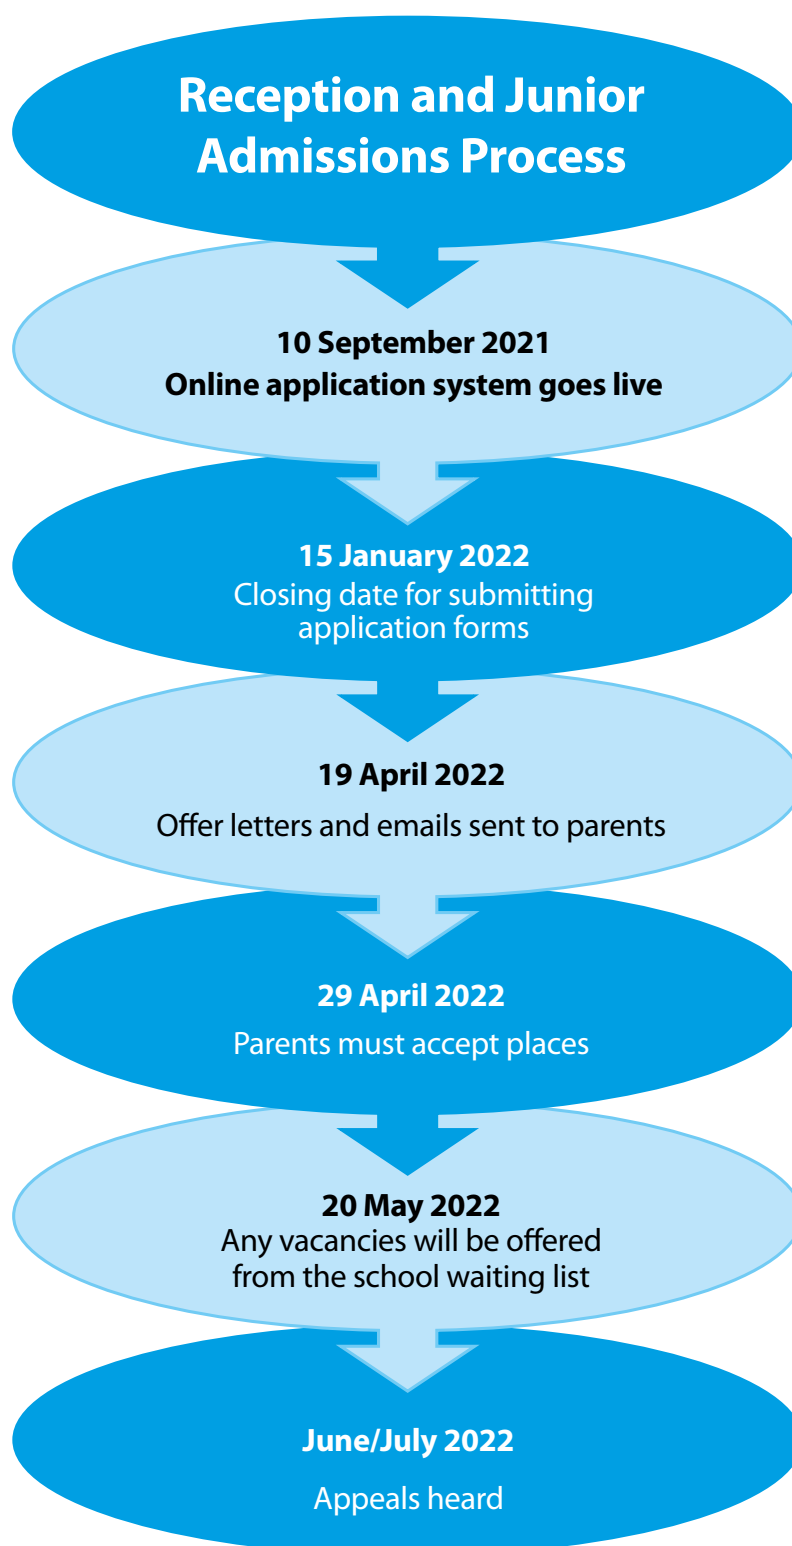 Reception and Junior
Admissions Process
10 September 2021
Online application system goes live
15 January 2022
Closing date for submitting
application forms
19 April 2022
Offer letters and emails sent to parents
29 April 2022
Parents must accept places
20 May 2022
Any vacancies will be offered
from the school waiting list
June/July 2022
Appeals heard